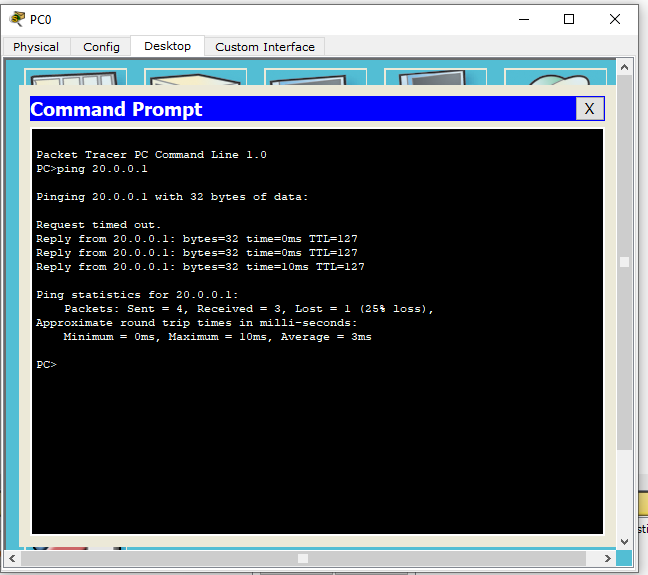 PC0
Physical Config Desktop Custom Interface
Command Prompt X
Packet Tracer PC Command Line 1.0
PC>ping 20.0.0.1
Pinging 20.0.0.1 with 32 bytes of data:
Request timed out.
Reply from 20.0.0.1: bytes=32 time=0ms TTL=127
Reply from 20.0.0.1: bytes=32 time=0ms TTL=127
Reply from 20.0.0.1: bytes=32 time=10ms TTL=127
Ping statistics for 20.0.0.1:
Packets: Sent = 4, Received = 3, Lost = 1 (25% loss),
Approximate round trip times in milli-seconds:
Minimum = 0ms, Maximum = 10ms, Average = 3ms
PC>